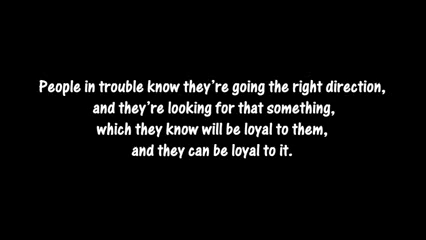 People in trouble know they're going the right direction,
and they're looking for that something,
which they know will be loyal to them,
and they can be loyal to it.